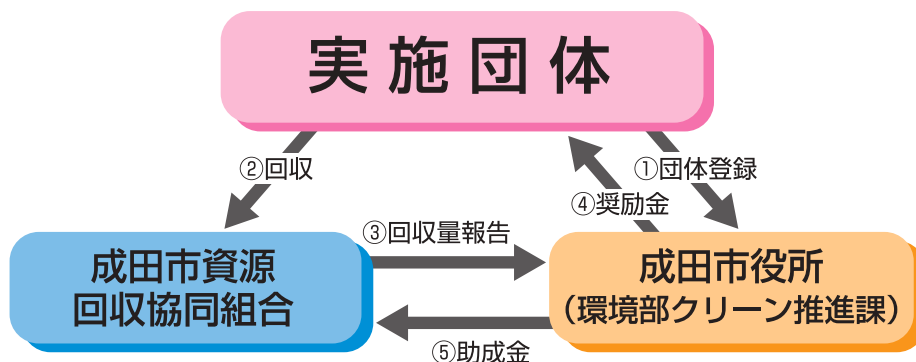 実施団体
①団体登録
②回収
④奨励金
③回収量報告
成田市資源
回収協同組合
成田市役所
（環境部クリーン推進課）
⑤助成金